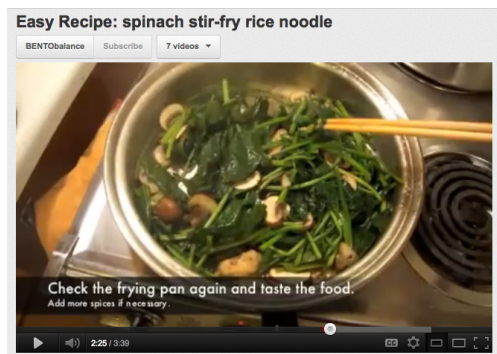 Easy Recipe: spinach stir-fry rice noodle
BENTObalance Subscribe 7 videos
Check the frying pan again and taste the food.
Add more spices if necessary.
2:25 / 3:39 CC